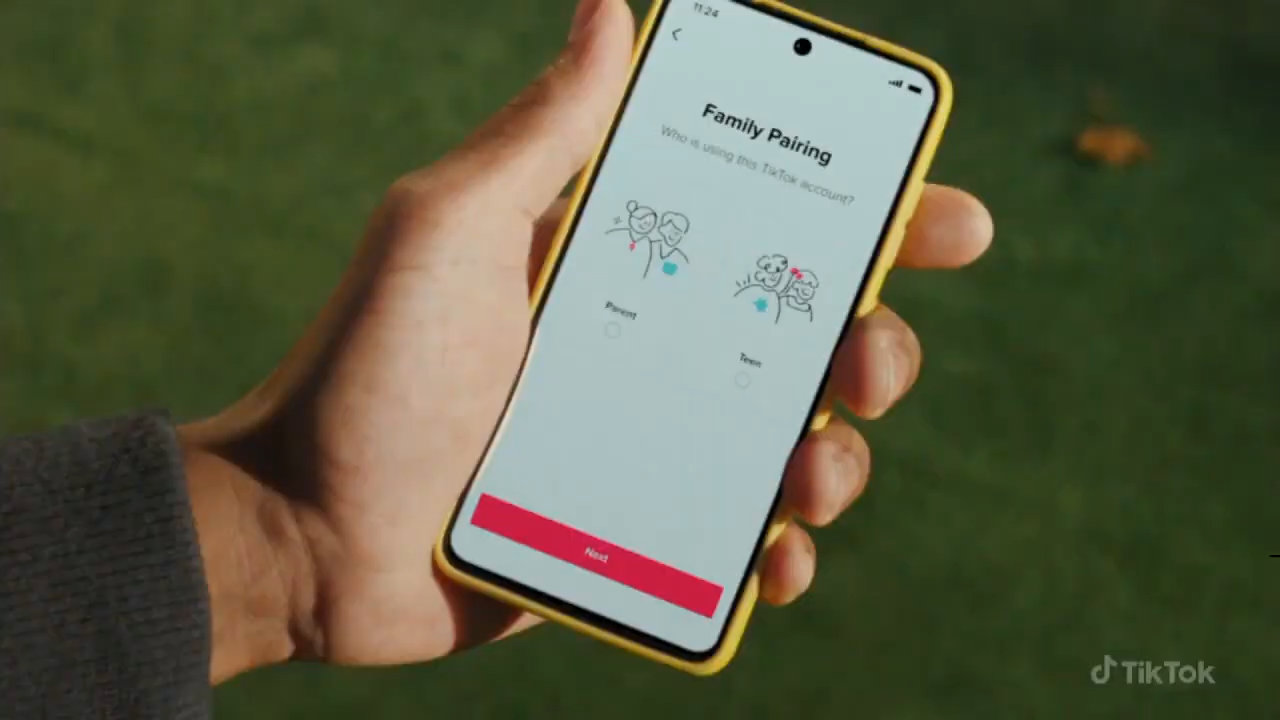 11:24
Family Pairing
Who is using this TikTok account?
Parent
Teen
Next
TikTok